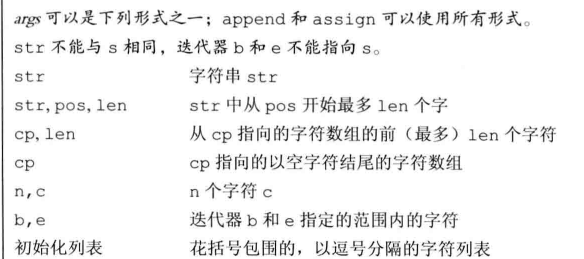 args 可以是下列形式之一；append 和 assign 可以使用所有形式。
str 不能与 s 相同，迭代器 b 和 e 不能指向 s。
str 字符串 str
str,pos,len str 中从 pos 开始最多 len 个字
cp,len 从 cp 指向的字符数组的前（最多）len 个字符
cp cp 指向的以空字符结尾的字符数组
n,c n 个字符 c
b,e 迭代器 b 和 e 指定的范围内的字符
初始化列表 花括号包围的，以逗号分隔的字符列表